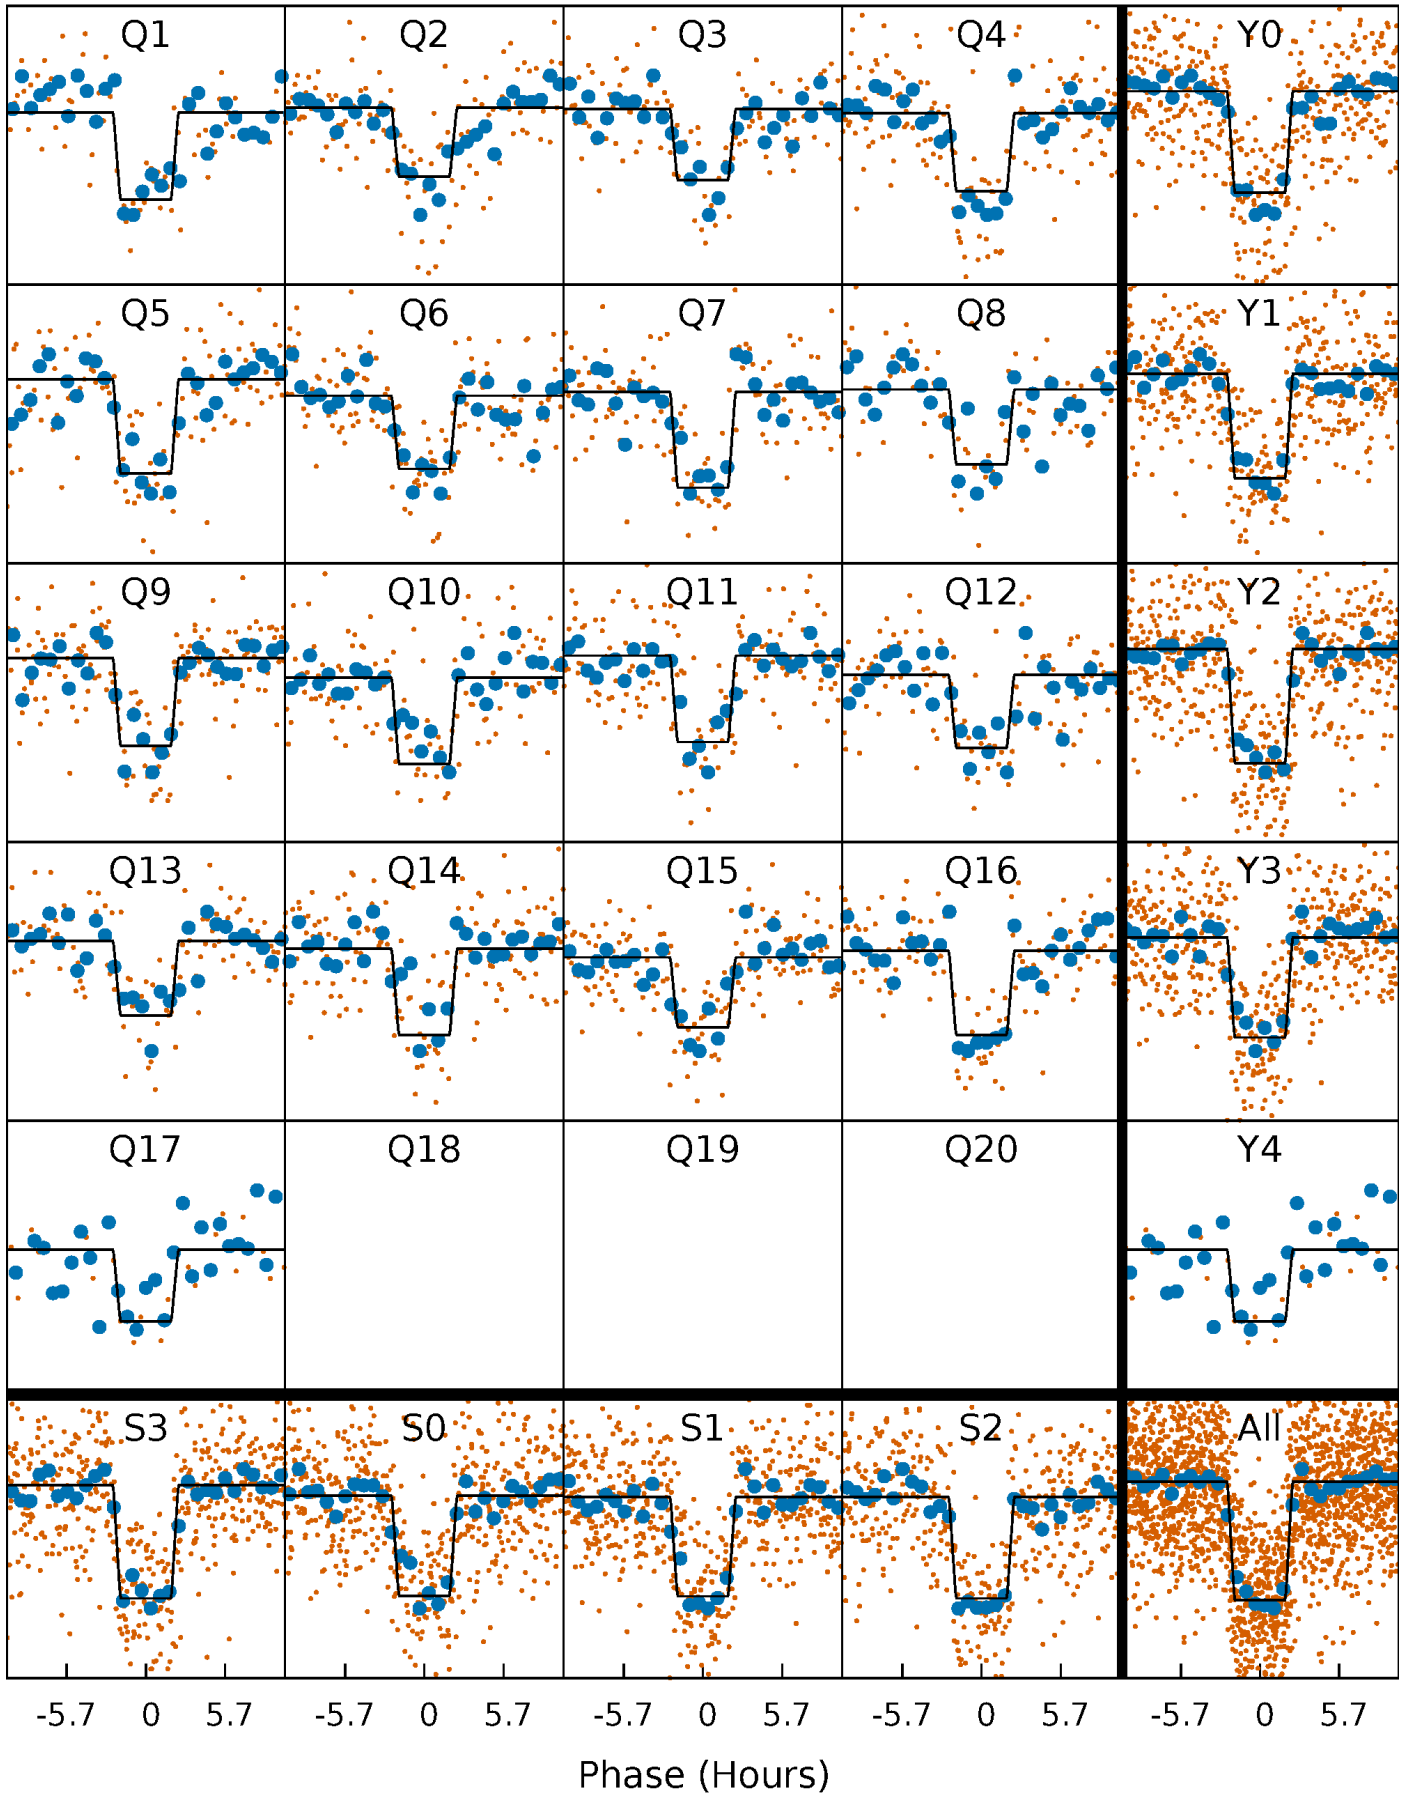 Q1 Q2 Q3 Q4 Y0
Q5 Q6 Q7 Q8 Y1
Q9 Q10 Q11 Q12 Y2
Q13 Q14 Q15 Q16 Y3
Q17 Q18 Q19 Q20 Y4
S3 S0 S1 S2 All
-5.7 0 5.7 -5.7 0 5.7 -5.7 0 5.7 -5.7 0 5.7 -5.7 0 5.7
Phase (Hours)